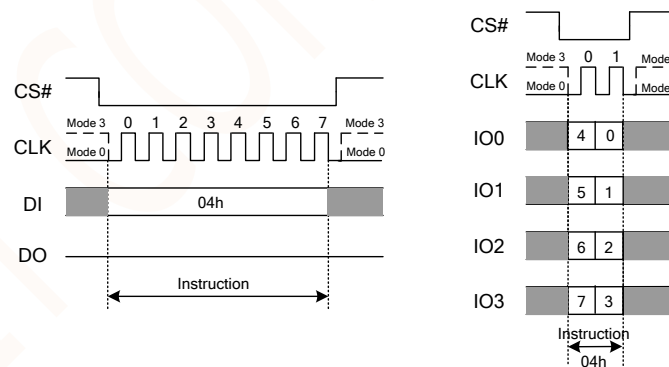 CS#
Mode 3 0 1 2 3 4 5 6 7 Mode 3
CLK
Mode 0 Mode 0
DI 04h
DO
Instruction
CS#
Mode 3 0 1 Mode
CLK
Mode 0 Mode
IO0 4 0
IO1 5 1
IO2 6 2
IO3 7 3
Instruction
04h